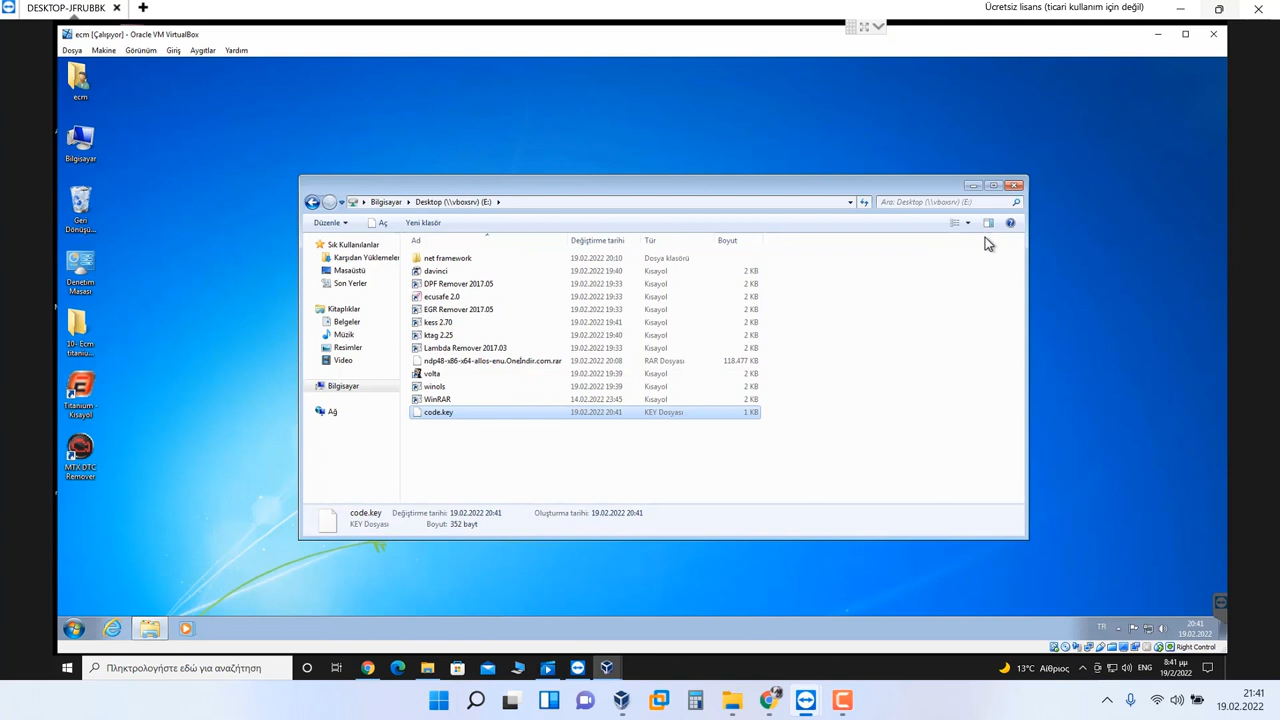 DESKTOP-JFRUBBK
Ücretsiz lisans (ticari kullanım için değil)
ecm [Çalışıyor] - Oracle VM VirtualBox
Dosya Makine Görünüm Giriş Aygıtlar Yardım
ecm
Bilgisayar
Geri
Dönüşü...
Denetim
Masası
10- Ecm
titaniu...
Titanium -
Kısayol
MTX DTC
Remover
Bilgisayar Desktop (\\vboxsrv) (E:)
Ara: Desktop (\\vboxsrv) (E:)
Düzenle Aç Yeni klasör
Sık Kullanılanlar
Karşıdan Yüklemeler
Masaüstü
Son Yerler
Kitaplıklar
Belgeler
Müzik
Resimler
Video
Bilgisayar
Ağ
Ad Değiştirme tarihi Tür Boyut
net framework 19.02.2022 20:10 Dosya klasörü
davinci 19.02.2022 19:40 Kısayol 2 KB
DPF Remover 2017.05 19.02.2022 19:33 Kısayol 2 KB
ecusafe 2.0 19.02.2022 19:33 Kısayol 2 KB
EGR Remover 2017.05 19.02.2022 19:33 Kısayol 2 KB
kess 2.70 19.02.2022 19:41 Kısayol 2 KB
ktag 2.25 19.02.2022 19:40 Kısayol 2 KB
Lambda Remover 2017.03 19.02.2022 19:33 Kısayol 2 KB
ndp48-x86-x64-allos-enu.OneIndir.com.rar 19.02.2022 20:08 RAR Dosyası 118.477 KB
volta 19.02.2022 19:39 Kısayol 2 KB
winols 19.02.2022 19:39 Kısayol 2 KB
WinRAR 14.02.2022 23:45 Kısayol 2 KB
code.key 19.02.2022 20:41 KEY Dosyası 1 KB
code.key Değiştirme tarihi: 19.02.2022 20:41 Oluşturma tarihi: 19.02.2022 20:41
KEY Dosyası Boyut: 352 bayt
TR
20:41
19.02.2022
Right Control
Πληκτρολογήστε εδώ για αναζήτηση
13°C Αίθριος
ENG
8:41 μμ
19/2/2022
21:41
19.02.2022